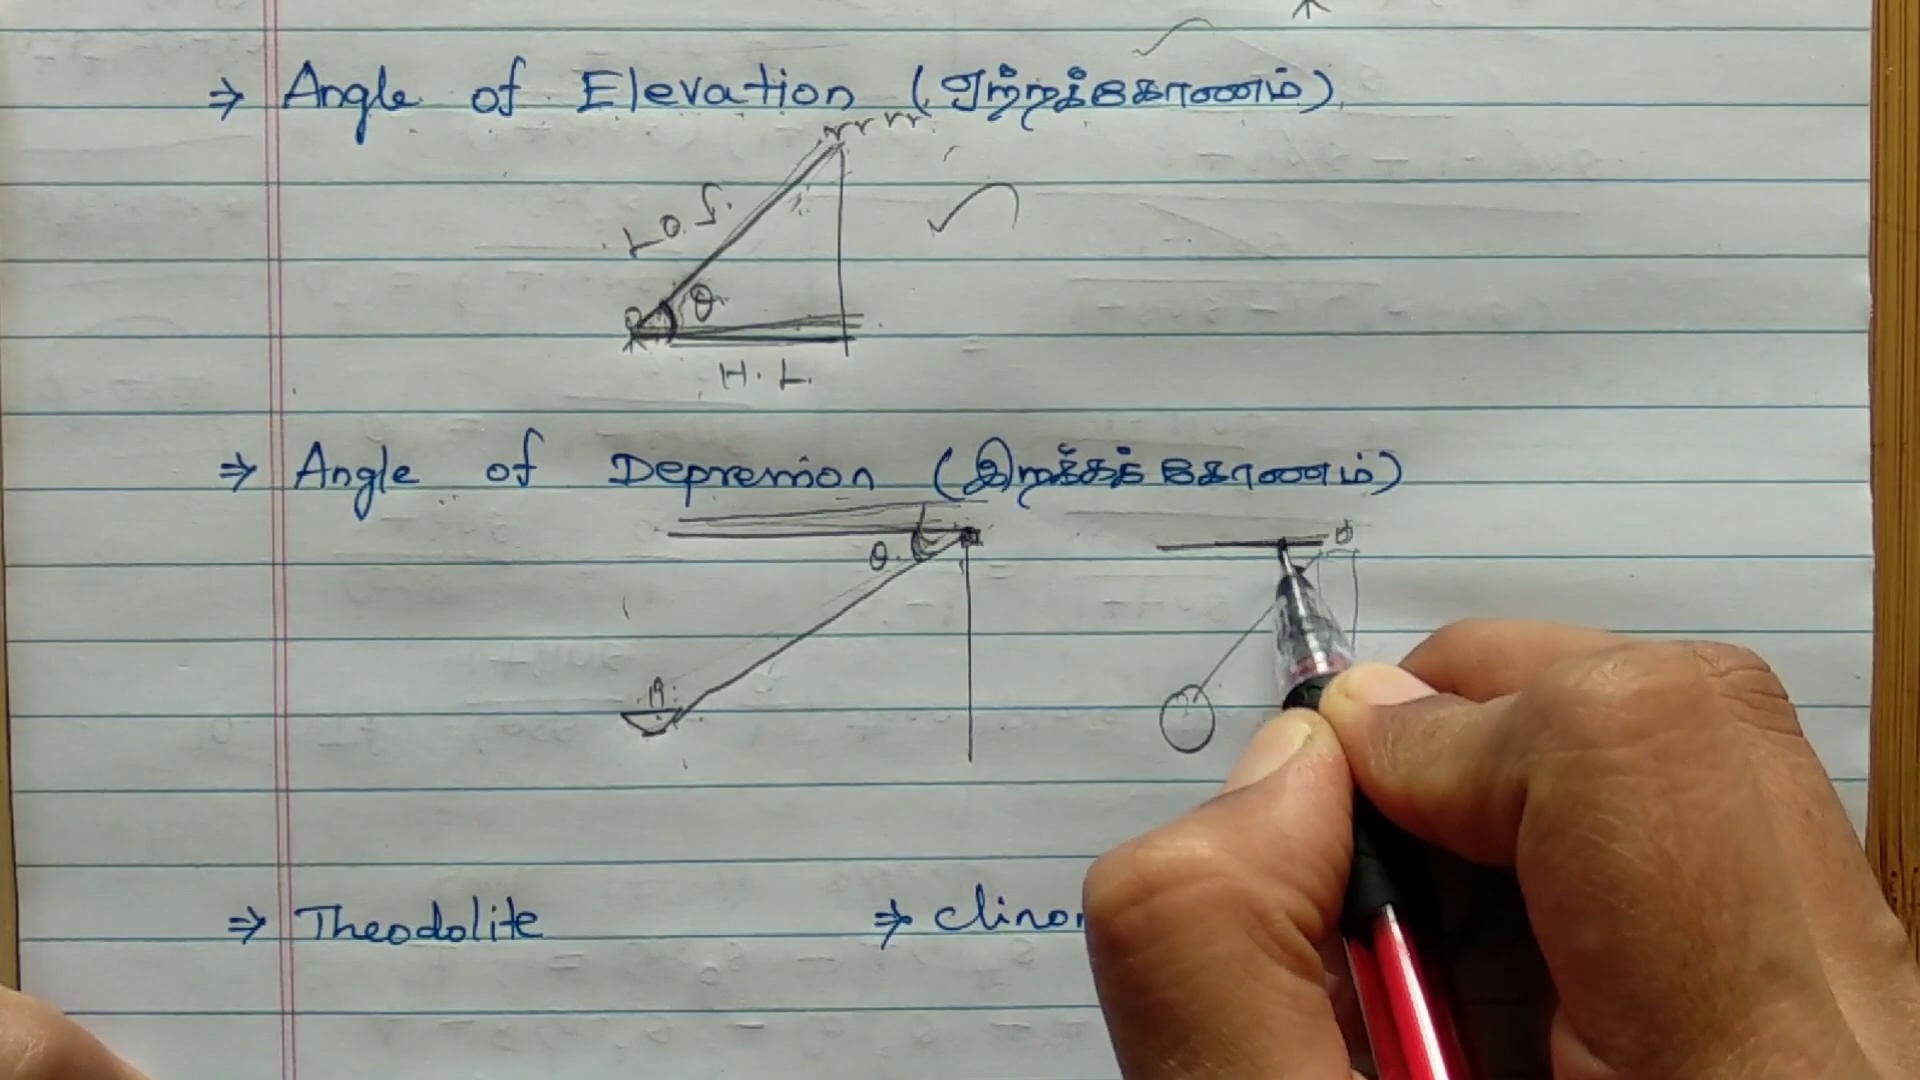 ⇒ Angle of Elevation (ஏற்றக்கோணம்)
L o S.
θ
H. L.
⇒ Angle of Depression (இறக்கக் கோணம்)
θ
⇒ Theodolite ⇒ clino